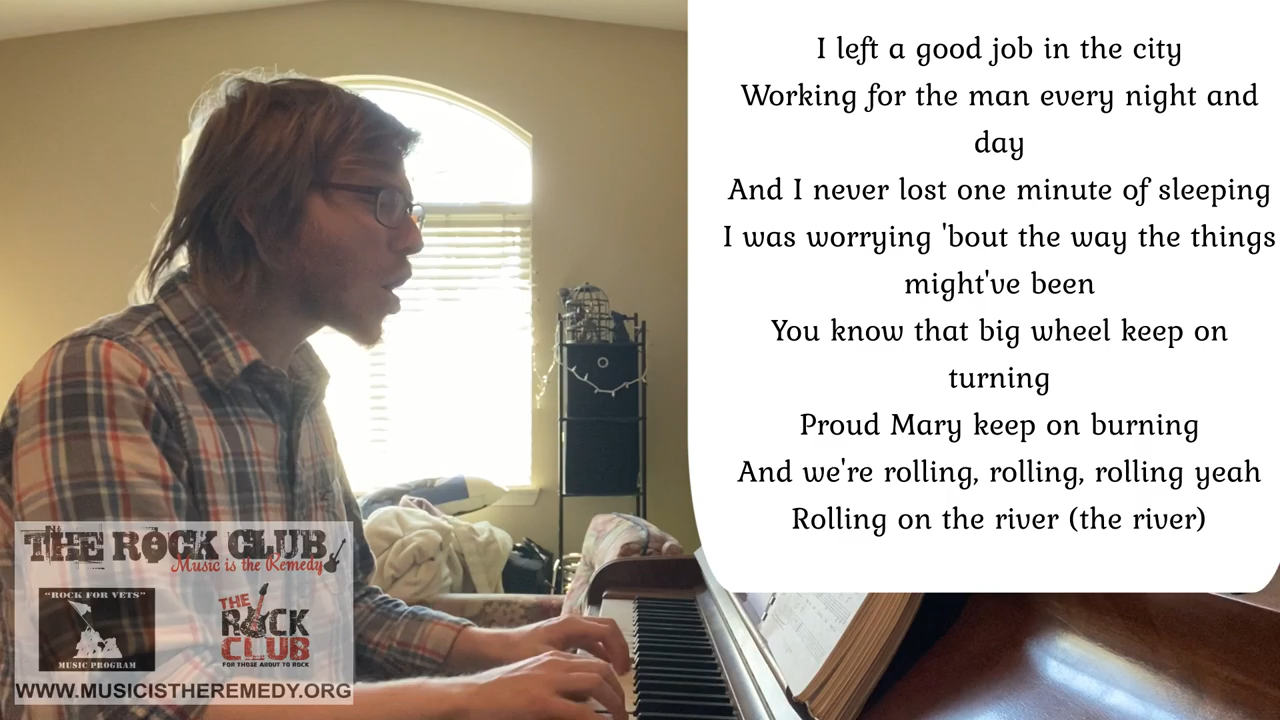 I left a good job in the city
Working for the man every night and
day
And I never lost one minute of sleeping
I was worrying 'bout the way the things
might've been
You know that big wheel keep on
turning
Proud Mary keep on burning
And we're rolling, rolling, rolling yeah
Rolling on the river (the river)
THE ROCK CLUB
Music is the Remedy
"ROCK FOR VETS"
MUSIC PROGRAM
THE
ROCK
CLUB
FOR THOSE ABOUT TO ROCK
WWW.MUSICISTHEREMEDY.ORG